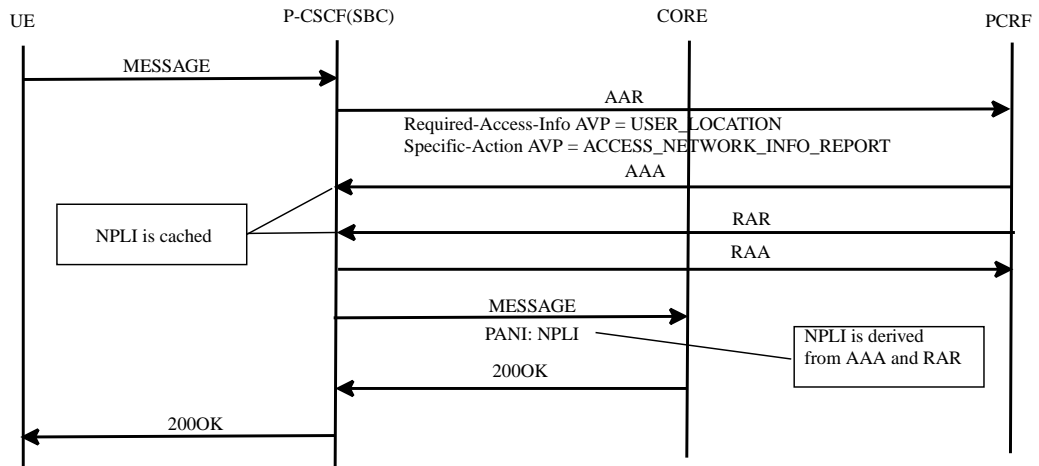 UE
P-CSCF(SBC)
CORE
PCRF
MESSAGE
AAR
Required-Access-Info AVP = USER_LOCATION
Specific-Action AVP = ACCESS_NETWORK_INFO_REPORT
AAA
NPLI is cached
RAR
RAA
MESSAGE
PANI: NPLI
NPLI is derived
from AAA and RAR
200OK
200OK